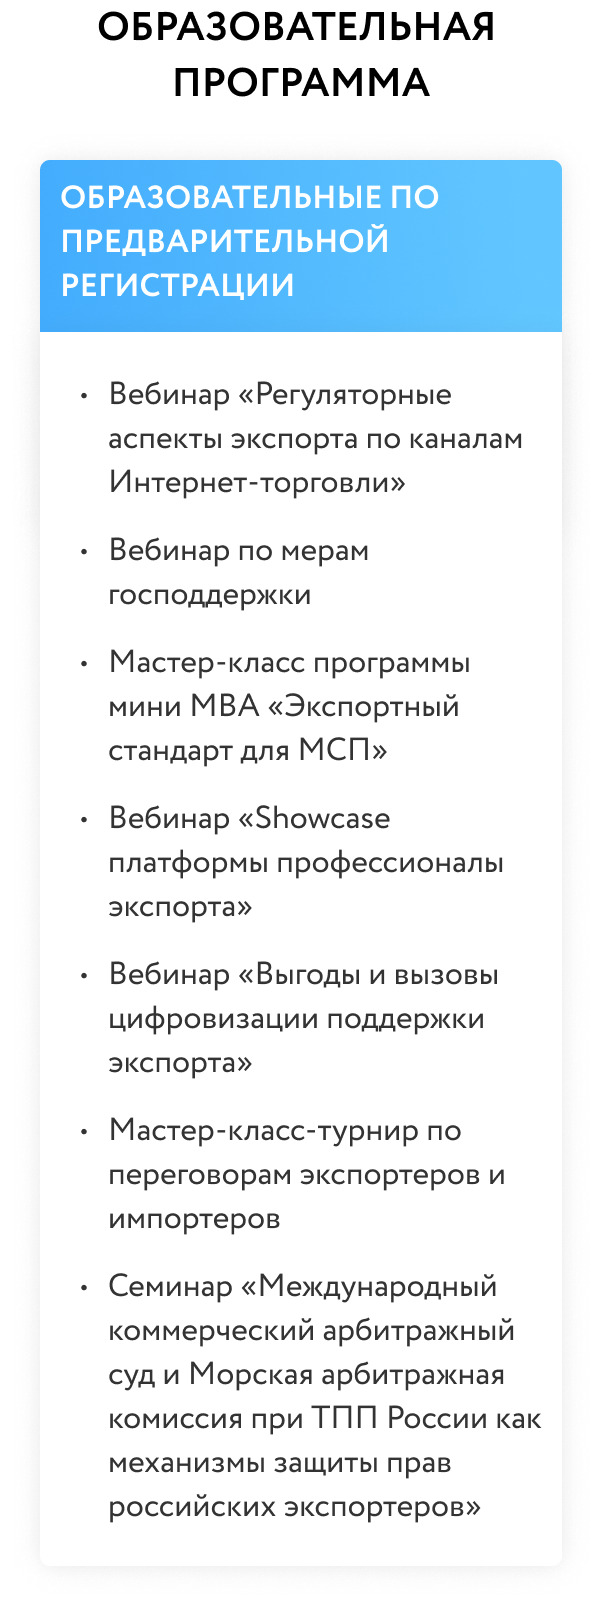 ОБРАЗОВАТЕЛЬНАЯ
ПРОГРАММА
ОБРАЗОВАТЕЛЬНЫЕ ПО
ПРЕДВАРИТЕЛЬНОЙ
РЕГИСТРАЦИИ
• Вебинар «Регуляторные
аспекты экспорта по каналам
Интернет-торговли»
• Вебинар по мерам
господдержки
• Мастер-класс программы
мини MBA «Экспортный
стандарт для МСП»
• Вебинар «Showcase
платформы профессионалы
экспорта»
• Вебинар «Выгоды и вызовы
цифровизации поддержки
экспорта»
• Мастер-класс-турнир по
переговорам экспортеров и
импортеров
• Семинар «Международный
коммерческий арбитражный
суд и Морская арбитражная
комиссия при ТПП России как
механизмы защиты прав
российских экспортеров»